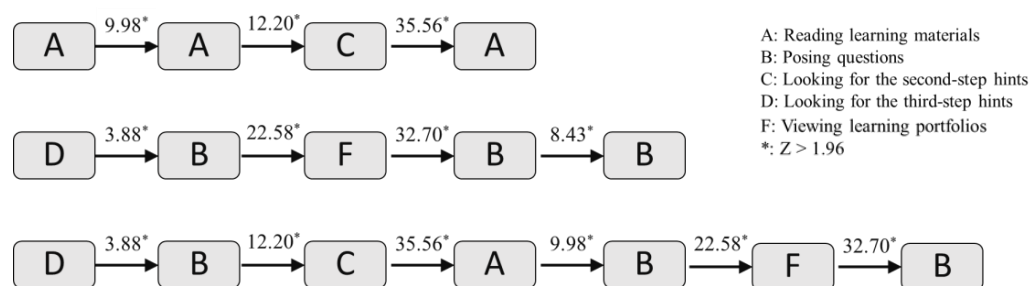 9.98* 12.20* 35.56*
A A C A
A: Reading learning materials
B: Posing questions
C: Looking for the second-step hints
D: Looking for the third-step hints
F: Viewing learning portfolios
*: Z > 1.96
3.88* 22.58* 32.70* 8.43*
D B F B B
3.88* 12.20* 35.56* 9.98* 22.58* 32.70*
D B C A B F B